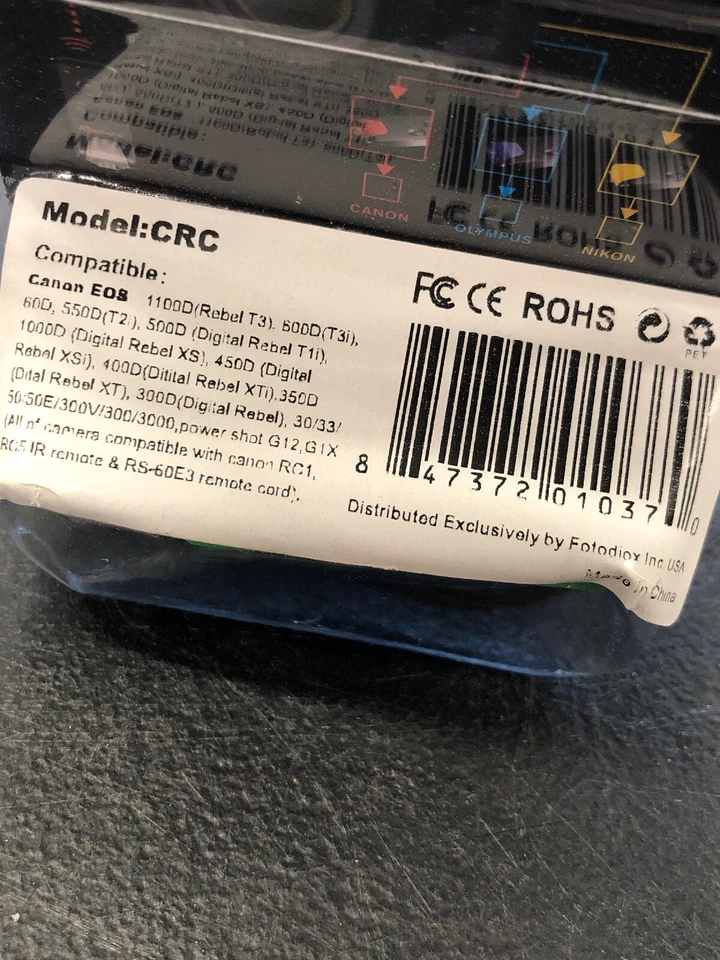 CANON
OLYMPUS
NIKON
Model:CRC
Compatible:
Canon EOS 1100D(Rebel T3), 600D(T3i),
60D, 550D(T2i), 500D (Digital Rebel T1i),
1000D (Digital Rebel XS), 450D (Digital
Rebel XSi), 400D(Ditital Rebel XTi),350D
(Dital Rebel XT), 300D(Digital Rebel), 30/33/
50/50E/300V/300/3000,power shot G12,G1X
(All of camera compatible with canon RC1,
RC5 IR remote & RS-60E3 remote cord).
FC CE ROHS
PET
8 47372 01037 0
Distributed Exclusively by Fotodiox Inc USA
Made in China